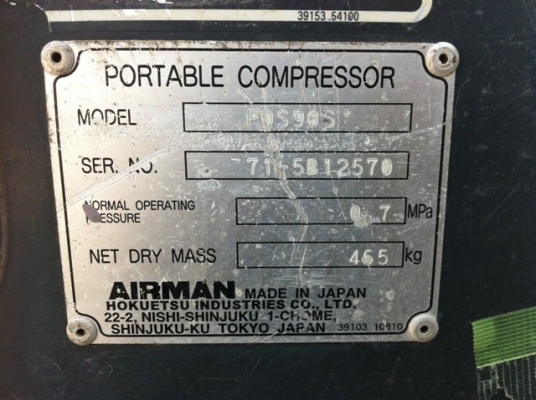 39153 54100
PORTABLE COMPRESSOR
MODEL PDS90S
SER. NO.
NORMAL OPERATING
PRESSURE 0.7 MPa
NET DRY MASS 465 kg
AIRMAN MADE IN JAPAN
HOKUETSU INDUSTRIES CO., LTD.
22-2, NISHI-SHINJUKU 1-CHOME,
SHINJUKU-KU TOKYO JAPAN 39103 10910